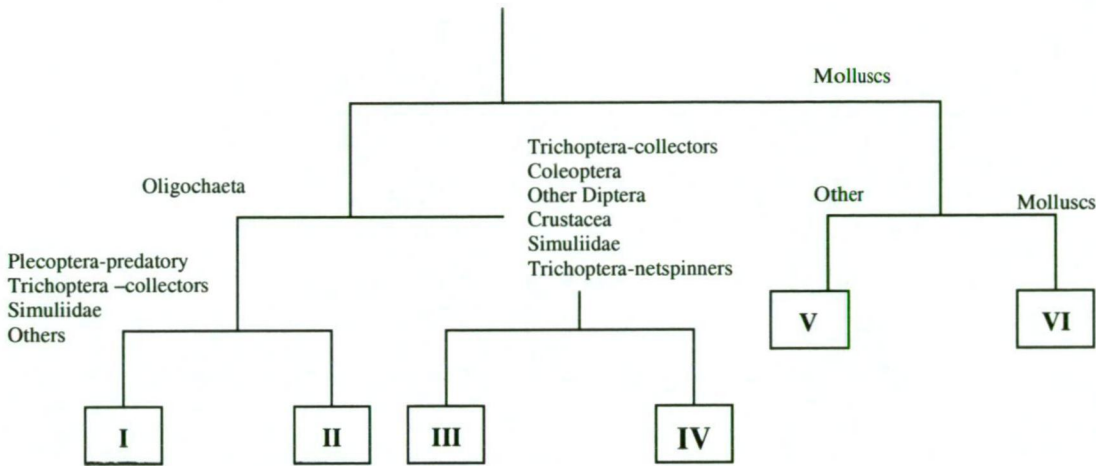 Molluscs
Trichoptera-collectors
Coleoptera
Other Diptera
Crustacea
Simuliidae
Trichoptera-netspinners
Oligochaeta
Other
Molluscs
Plecoptera-predatory
Trichoptera –collectors
Simuliidae
Others
V
VI
I
II
III
IV